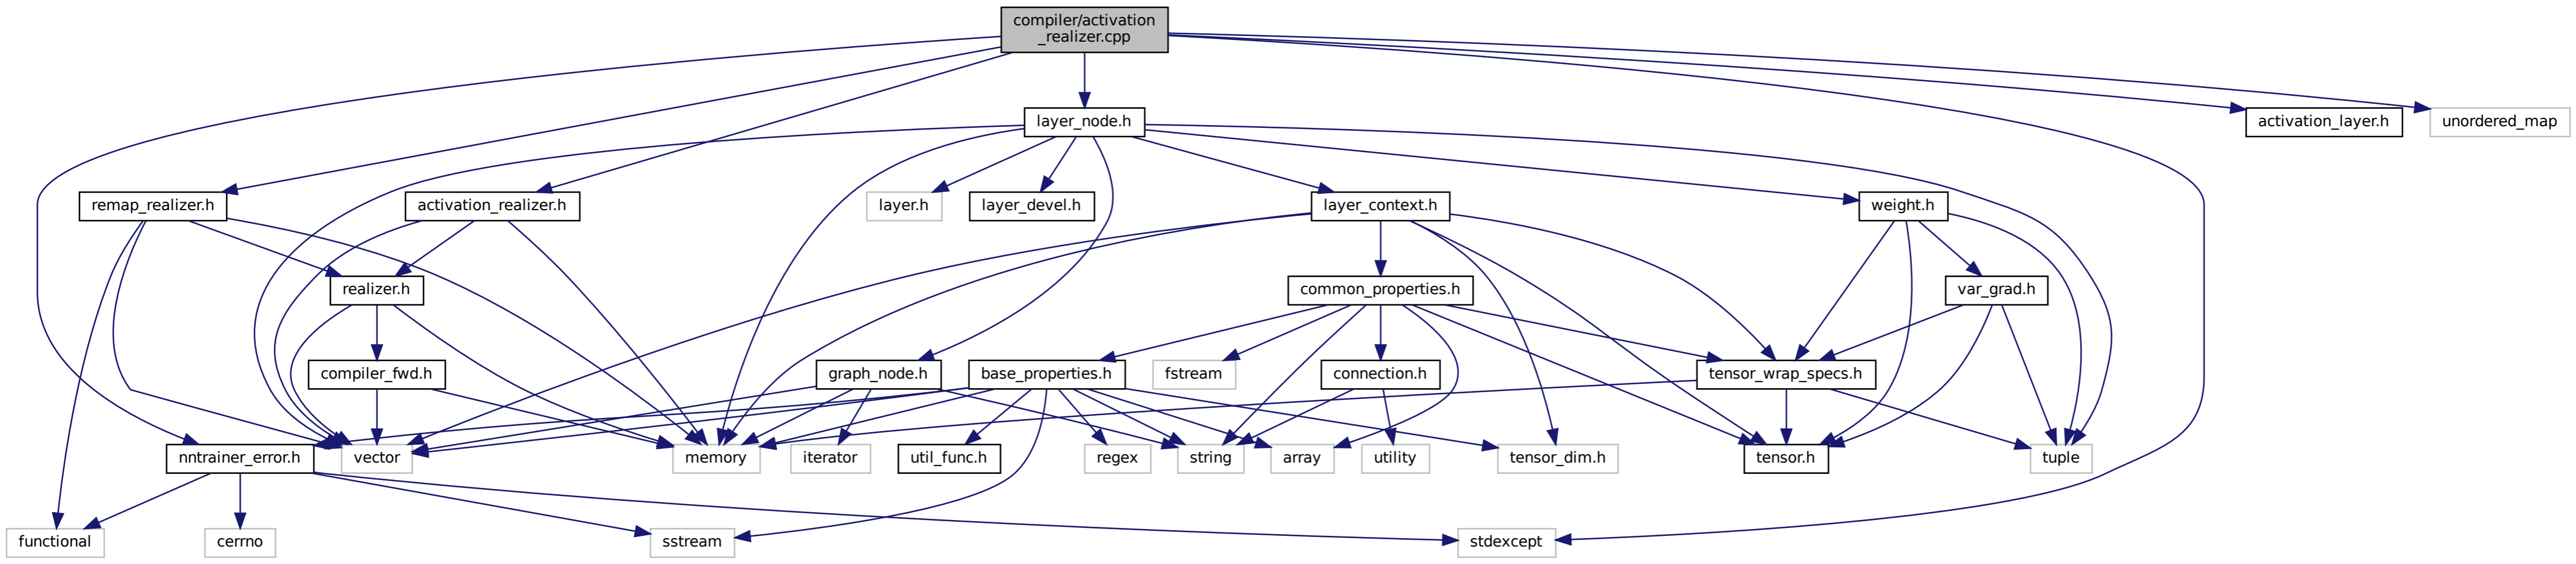 compiler/activation
_realizer.cpp
layer_node.h
activation_layer.h
unordered_map
remap_realizer.h
activation_realizer.h
layer.h
layer_devel.h
layer_context.h
weight.h
realizer.h
common_properties.h
var_grad.h
compiler_fwd.h
graph_node.h
base_properties.h
fstream
connection.h
tensor_wrap_specs.h
nntrainer_error.h
vector
memory
iterator
util_func.h
regex
string
array
utility
tensor_dim.h
tensor.h
tuple
functional
cerrno
sstream
stdexcept